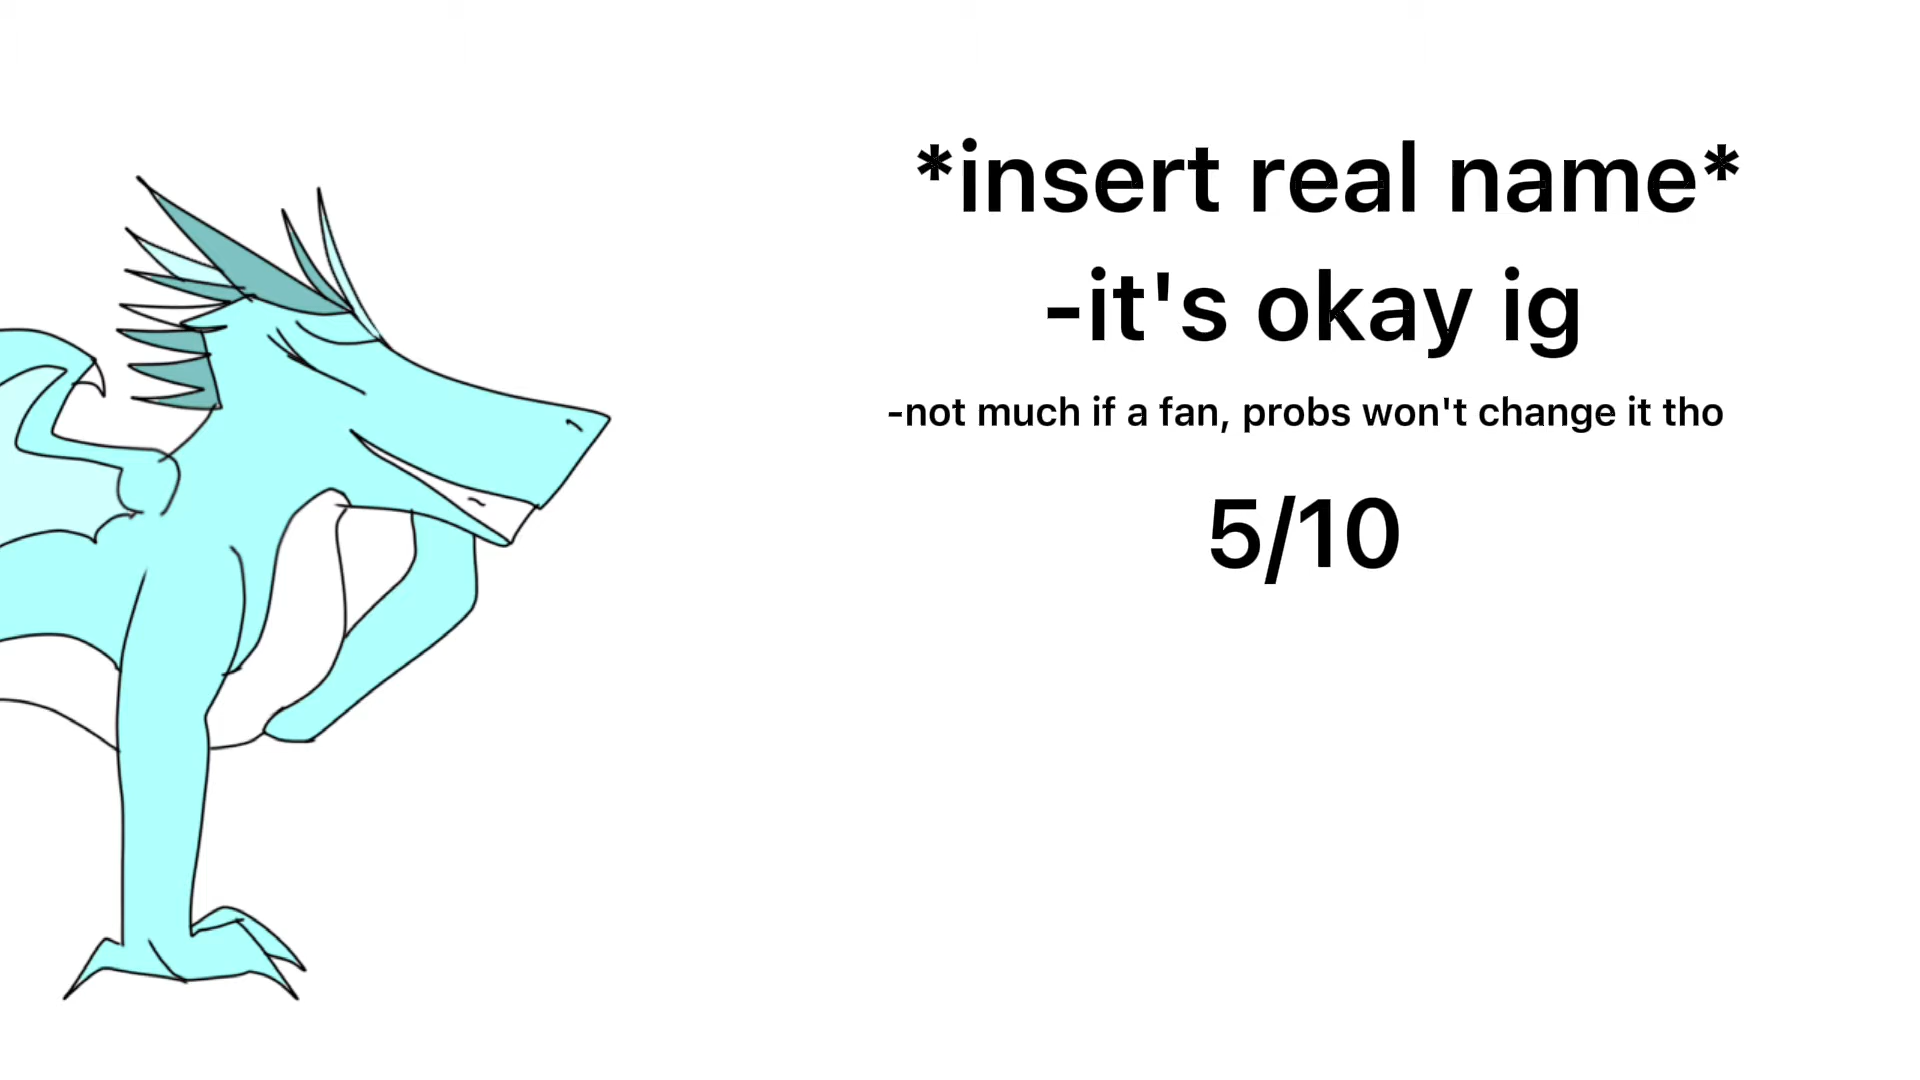 *insert real name*
-it's okay ig
-not much if a fan, probs won't change it tho
5/10